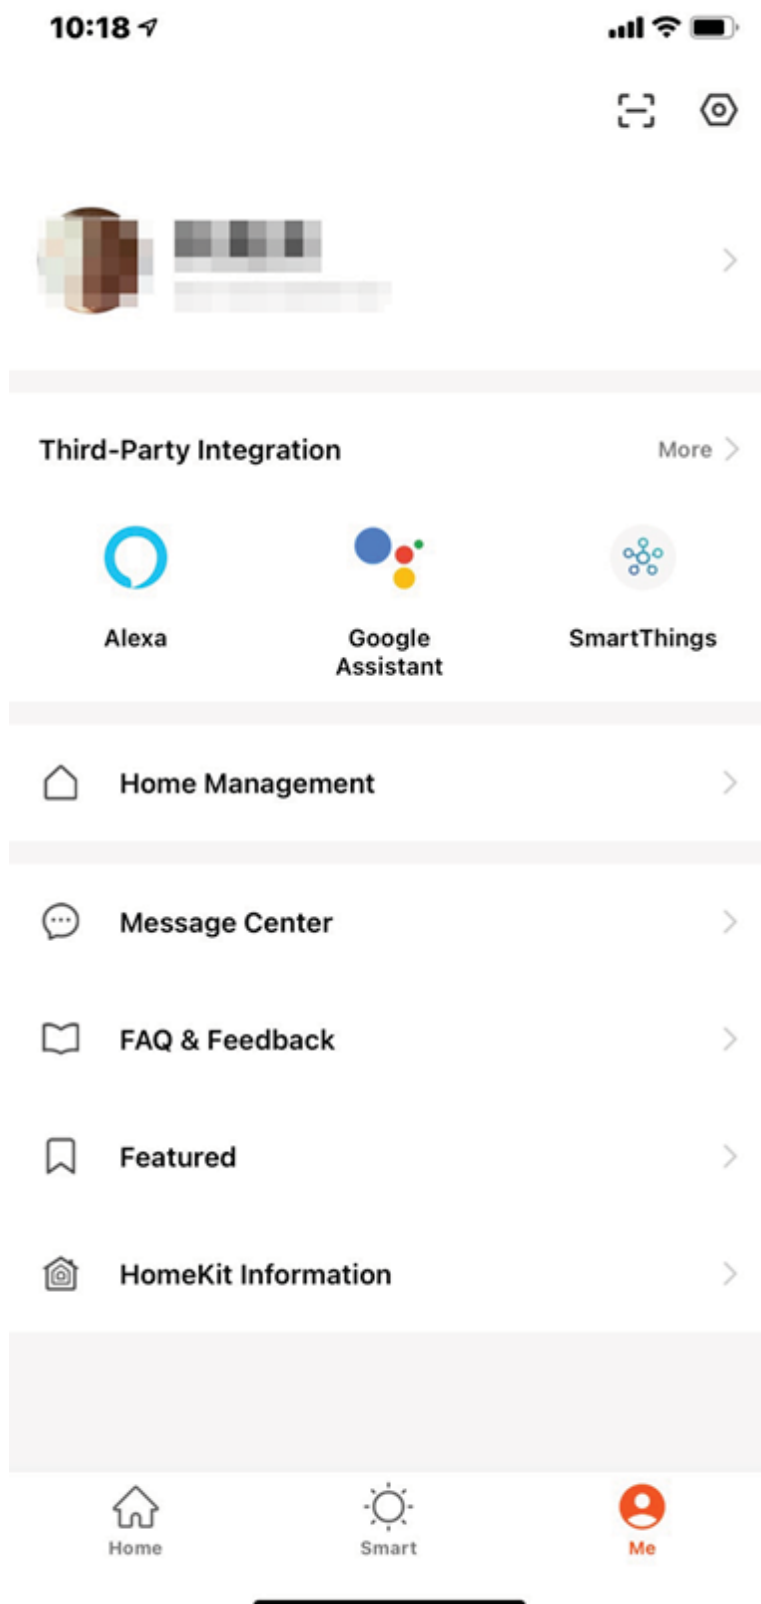 10:18
Third-Party Integration
More
Alexa
Google
Assistant
SmartThings
Home Management
Message Center
FAQ & Feedback
Featured
HomeKit Information
Home
Smart
Me